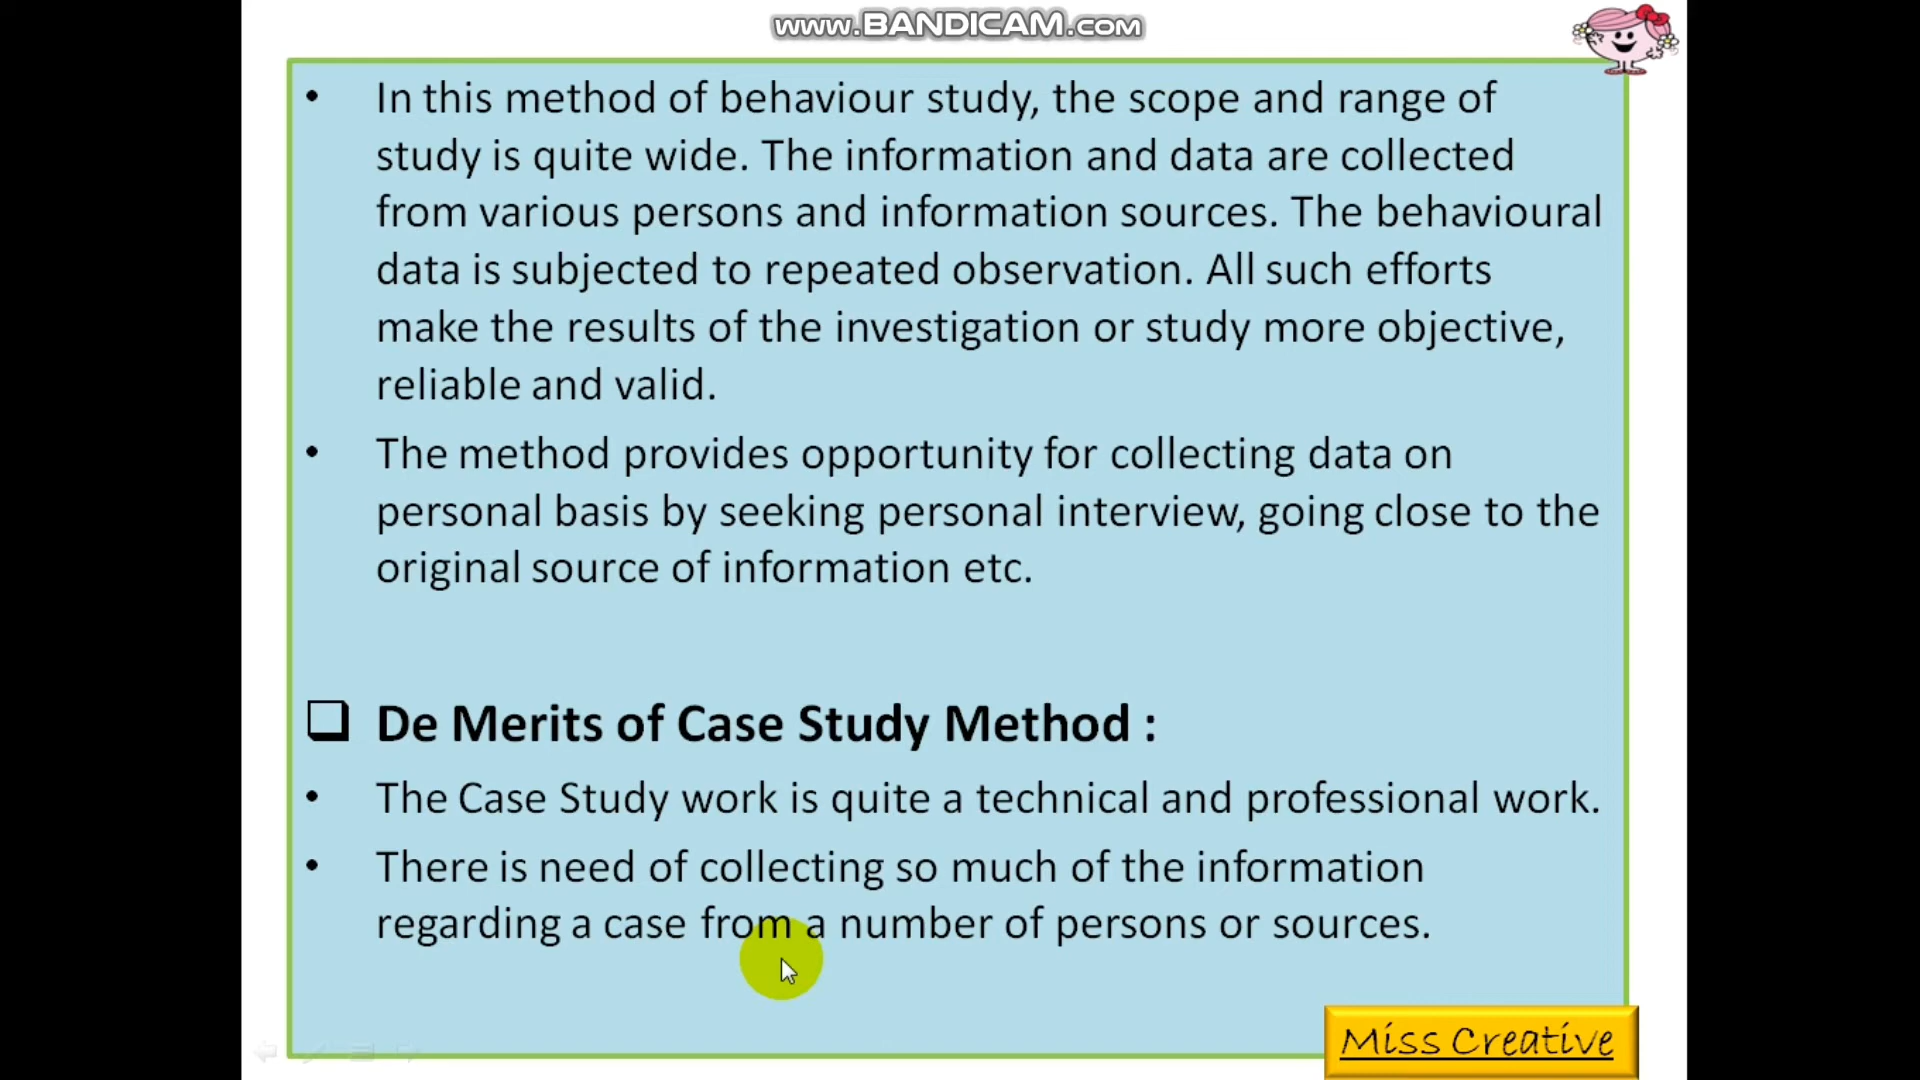 www.BANDICAM.com
• In this method of behaviour study, the scope and range of
study is quite wide. The information and data are collected
from various persons and information sources. The behavioural
data is subjected to repeated observation. All such efforts
make the results of the investigation or study more objective,
reliable and valid.
• The method provides opportunity for collecting data on
personal basis by seeking personal interview, going close to the
original source of information etc.
❑ De Merits of Case Study Method :
• The Case Study work is quite a technical and professional work.
• There is need of collecting so much of the information
regarding a case from a number of persons or sources.
Miss Creative